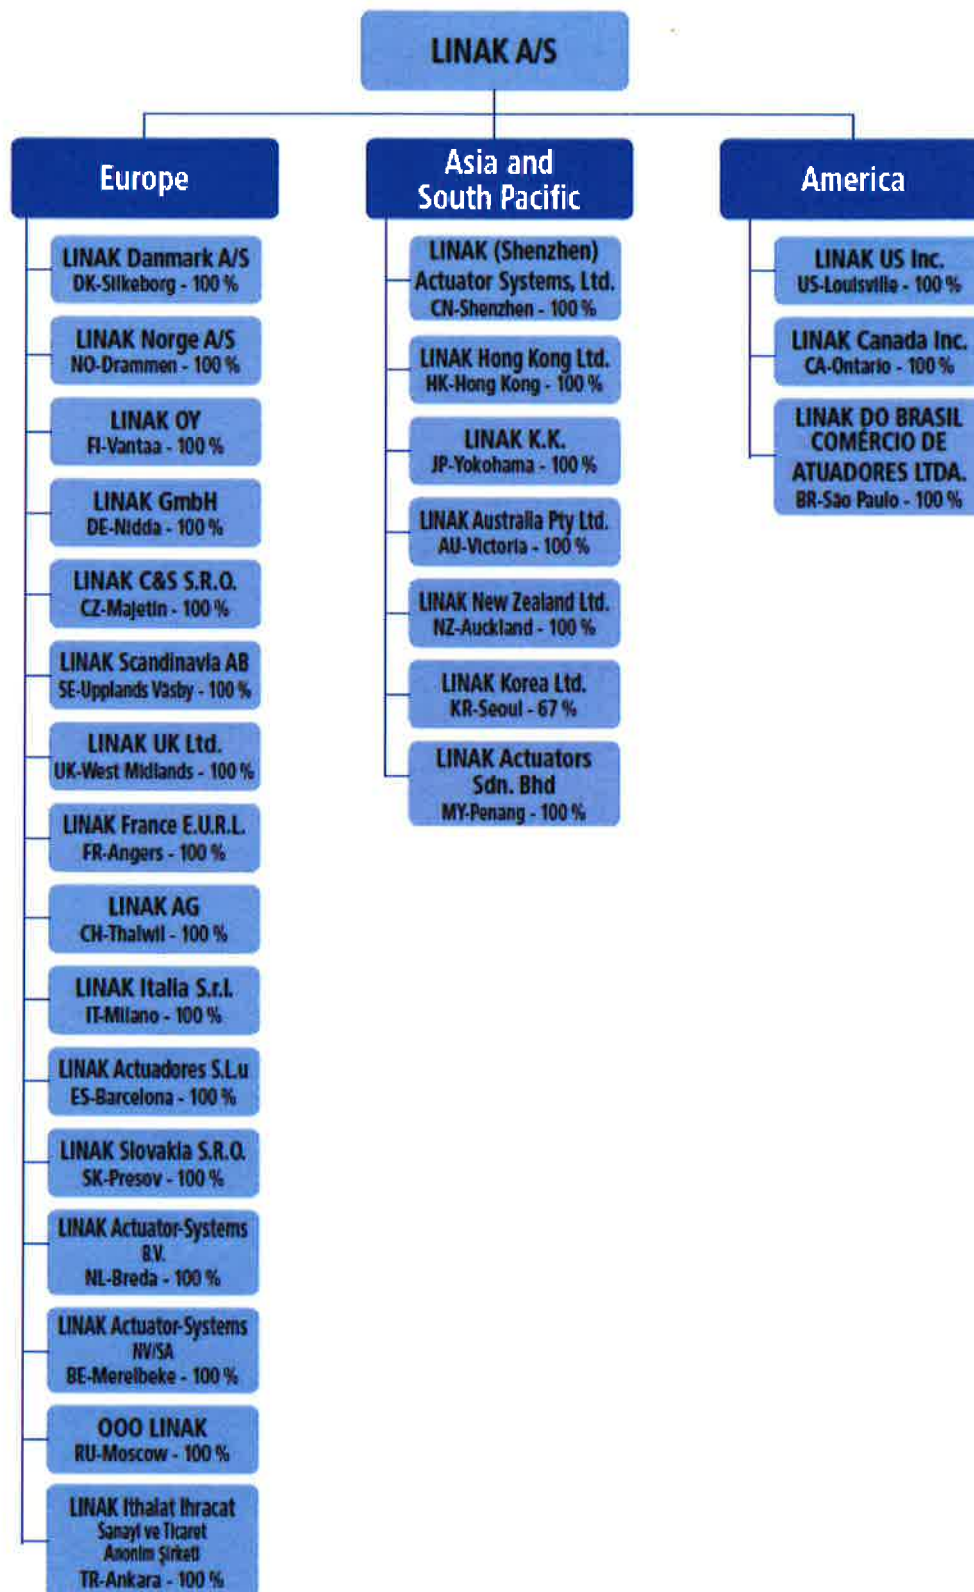 LINAK A/S
Europe
LINAK Danmark A/S
DK-Silkeborg - 100 %
LINAK Norge A/S
NO-Drammen - 100 %
LINAK OY
FI-Vantaa - 100 %
LINAK GmbH
DE-Nidda - 100 %
LINAK C&S S.R.O.
CZ-Majetin - 100 %
LINAK Scandinavia AB
SE-Upplands Väsby - 100 %
LINAK UK Ltd.
UK-West Midlands - 100 %
LINAK France E.U.R.L.
FR-Angers - 100 %
LINAK AG
CH-Thalwil - 100 %
LINAK Italia S.r.l.
IT-Milano - 100 %
LINAK Actuadores S.L.u
ES-Barcelona - 100 %
LINAK Slovakia S.R.O.
SK-Presov - 100 %
LINAK Actuator-Systems
B.V.
NL-Breda - 100 %
LINAK Actuator-Systems
NV/SA
BE-Merelbeke - 100 %
OOO LINAK
RU-Moscow - 100 %
LINAK Ithalat Ihracat
Sanayi ve Ticaret
Anonim Şirketi
TR-Ankara - 100 %
Asia and
South Pacific
LINAK (Shenzhen)
Actuator Systems, Ltd.
CN-Shenzhen - 100 %
LINAK Hong Kong Ltd.
HK-Hong Kong - 100 %
LINAK K.K.
JP-Yokohama - 100 %
LINAK Australia Pty Ltd.
AU-Victoria - 100 %
LINAK New Zealand Ltd.
NZ-Auckland - 100 %
LINAK Korea Ltd.
KR-Seoul - 67 %
LINAK Actuators
Sdn. Bhd
MY-Penang - 100 %
America
LINAK US Inc.
US-Louisville - 100 %
LINAK Canada Inc.
CA-Ontario - 100 %
LINAK DO BRASIL
COMÉRCIO DE
ATUADORES LTDA.
BR-Sao Paulo - 100 %